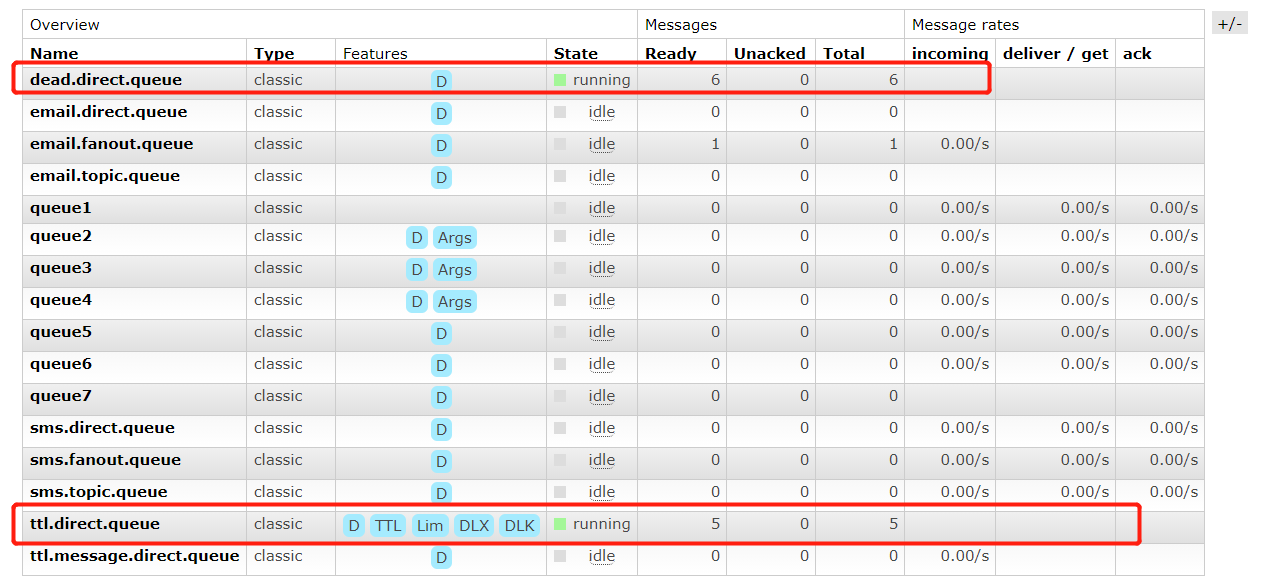 Overview Messages Message rates +/-
Name Type Features State Ready Unacked Total incoming deliver / get ack
dead.direct.queue classic D running 6 0 6
email.direct.queue classic D idle 0 0 0
email.fanout.queue classic D idle 1 0 1 0.00/s
email.topic.queue classic D idle 0 0 0
queue1 classic idle 0 0 0 0.00/s 0.00/s 0.00/s
queue2 classic D Args idle 0 0 0 0.00/s 0.00/s 0.00/s
queue3 classic D Args idle 0 0 0 0.00/s 0.00/s 0.00/s
queue4 classic D Args idle 0 0 0 0.00/s 0.00/s 0.00/s
queue5 classic D idle 0 0 0 0.00/s 0.00/s 0.00/s
queue6 classic D idle 0 0 0 0.00/s 0.00/s 0.00/s
queue7 classic D idle 0 0 0
sms.direct.queue classic D idle 0 0 0 0.00/s 0.00/s 0.00/s
sms.fanout.queue classic D idle 0 0 0 0.00/s 0.00/s 0.00/s
sms.topic.queue classic D idle 0 0 0 0.00/s 0.00/s 0.00/s
ttl.direct.queue classic D TTL Lim DLX DLK running 5 0 5
ttl.message.direct.queue classic D idle 0 0 0 0.00/s